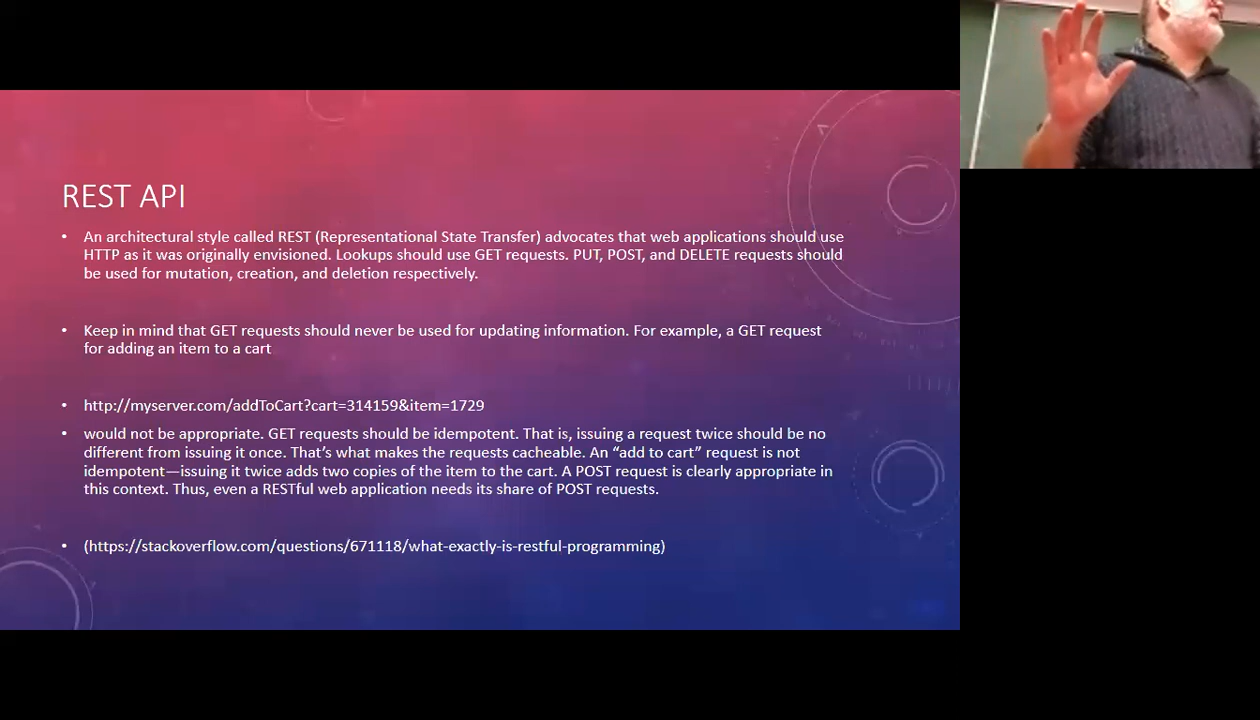 REST API
• An architectural style called REST (Representational State Transfer) advocates that web applications should use
HTTP as it was originally envisioned. Lookups should use GET requests. PUT, POST, and DELETE requests should
be used for mutation, creation, and deletion respectively.
• Keep in mind that GET requests should never be used for updating information. For example, a GET request
for adding an item to a cart
• http://myserver.com/addToCart?cart=314159&item=1729
• would not be appropriate. GET requests should be idempotent. That is, issuing a request twice should be no
different from issuing it once. That’s what makes the requests cacheable. An “add to cart” request is not
idempotent—issuing it twice adds two copies of the item to the cart. A POST request is clearly appropriate in
this context. Thus, even a RESTful web application needs its share of POST requests.
• (https://stackoverflow.com/questions/671118/what-exactly-is-restful-programming)